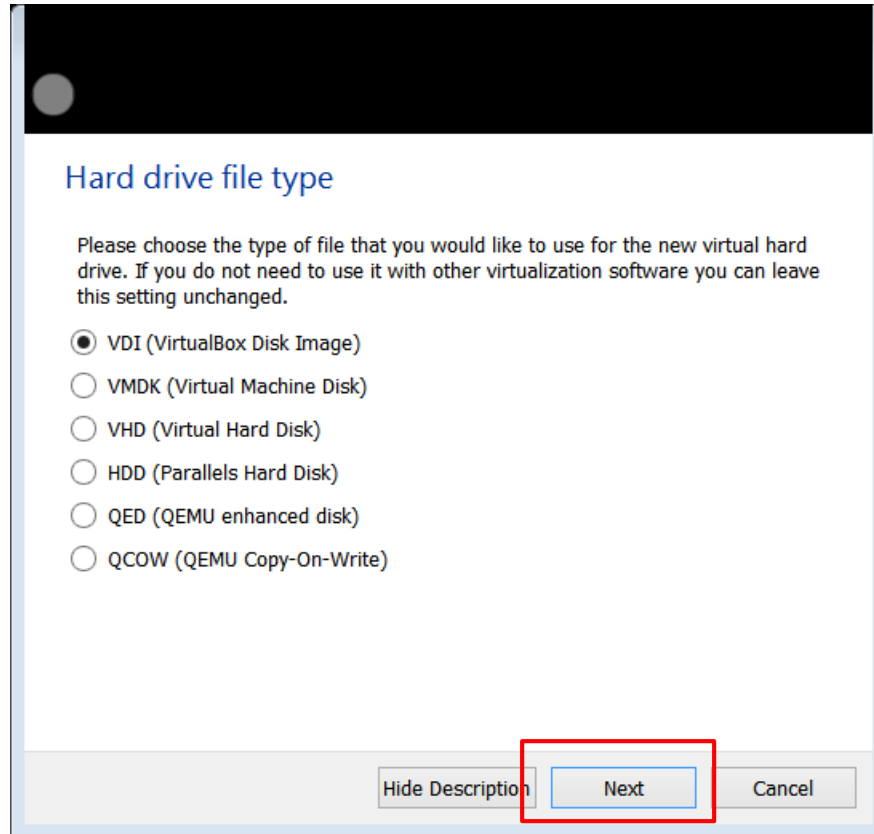 Hard drive file type
Please choose the type of file that you would like to use for the new virtual hard
drive. If you do not need to use it with other virtualization software you can leave
this setting unchanged.
VDI (VirtualBox Disk Image)
VMDK (Virtual Machine Disk)
VHD (Virtual Hard Disk)
HDD (Parallels Hard Disk)
QED (QEMU enhanced disk)
QCOW (QEMU Copy-On-Write)
Hide Description Next Cancel